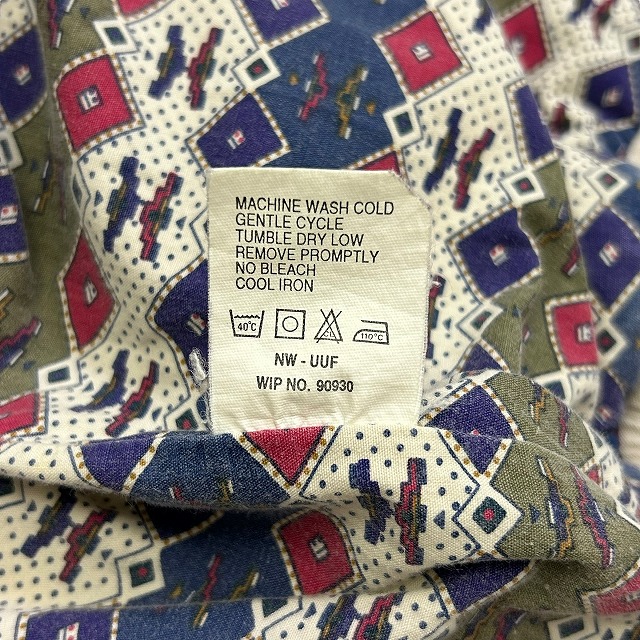 MACHINE WASH COLD
GENTLE CYCLE
TUMBLE DRY LOW
REMOVE PROMPTLY
NO BLEACH
COOL IRON
40°C 110°C
NW - UUF
WIP NO. 90930